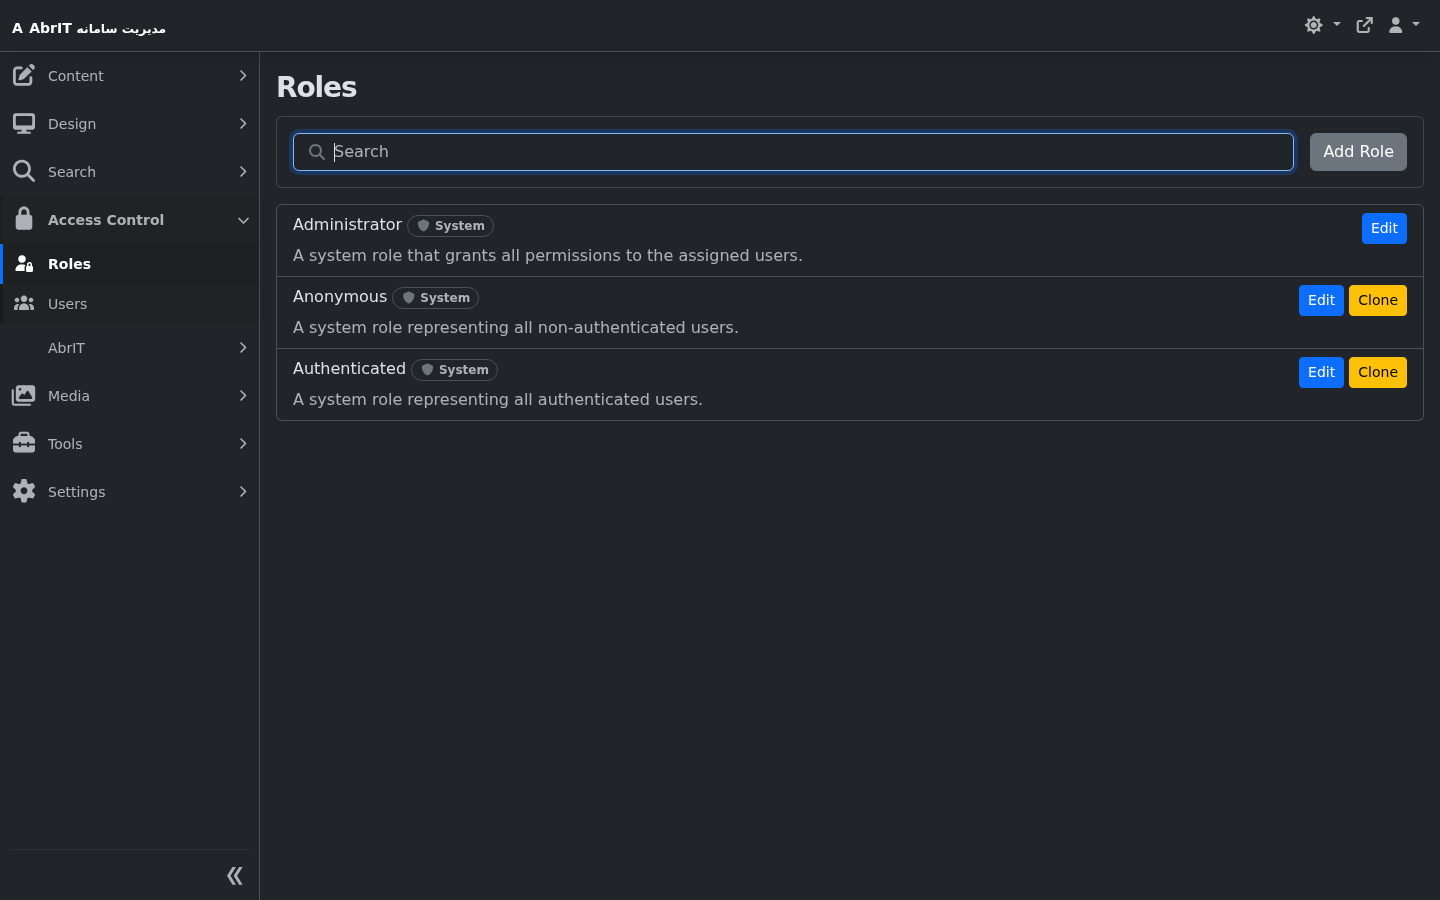 A AbrIT مدیریت سامانه
Content
Design
Search
Access Control
Roles
Users
AbrIT
Media
Tools
Settings
Roles
Search
Add Role
Administrator System
Edit
A system role that grants all permissions to the assigned users.
Anonymous System
Edit Clone
A system role representing all non-authenticated users.
Authenticated System
Edit Clone
A system role representing all authenticated users.